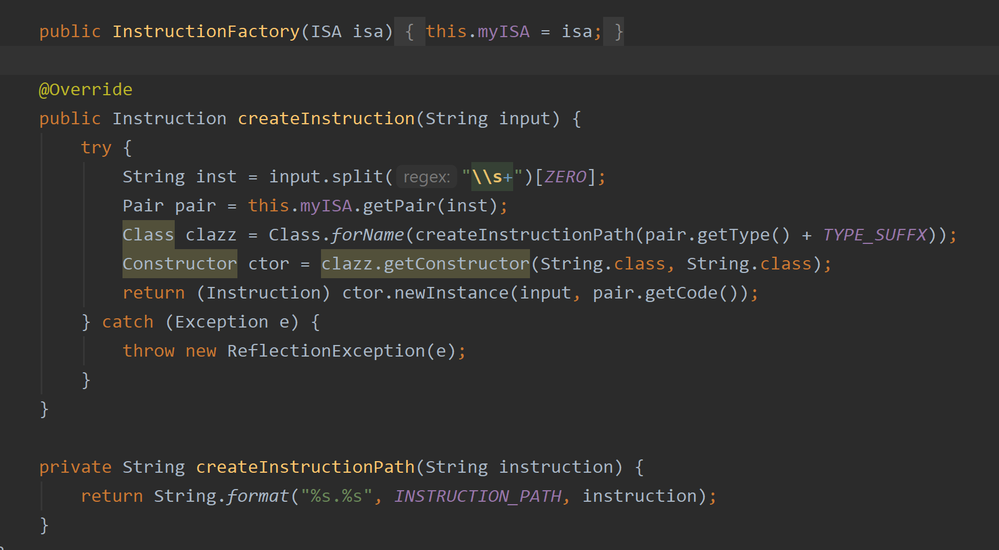 public InstructionFactory(ISA isa) { this.myISA = isa; }
@Override
public Instruction createInstruction(String input) {
try {
String inst = input.split( regex: "\\s+")[ZERO];
Pair pair = this.myISA.getPair(inst);
Class clazz = Class.forName(createInstructionPath(pair.getType() + TYPE_SUFFX));
Constructor ctor = clazz.getConstructor(String.class, String.class);
return (Instruction) ctor.newInstance(input, pair.getCode());
} catch (Exception e) {
throw new ReflectionException(e);
}
}
private String createInstructionPath(String instruction) {
return String.format("%s.%s", INSTRUCTION_PATH, instruction);
}